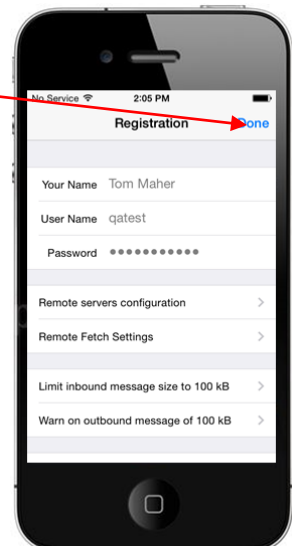 No Service 2:05 PM
Registration Done
Your Name Tom Maher
User Name qatest
Password ●●●●●●●●●●●
Remote servers configuration
Remote Fetch Settings
Limit inbound message size to 100 kB
Warn on outbound message of 100 kB